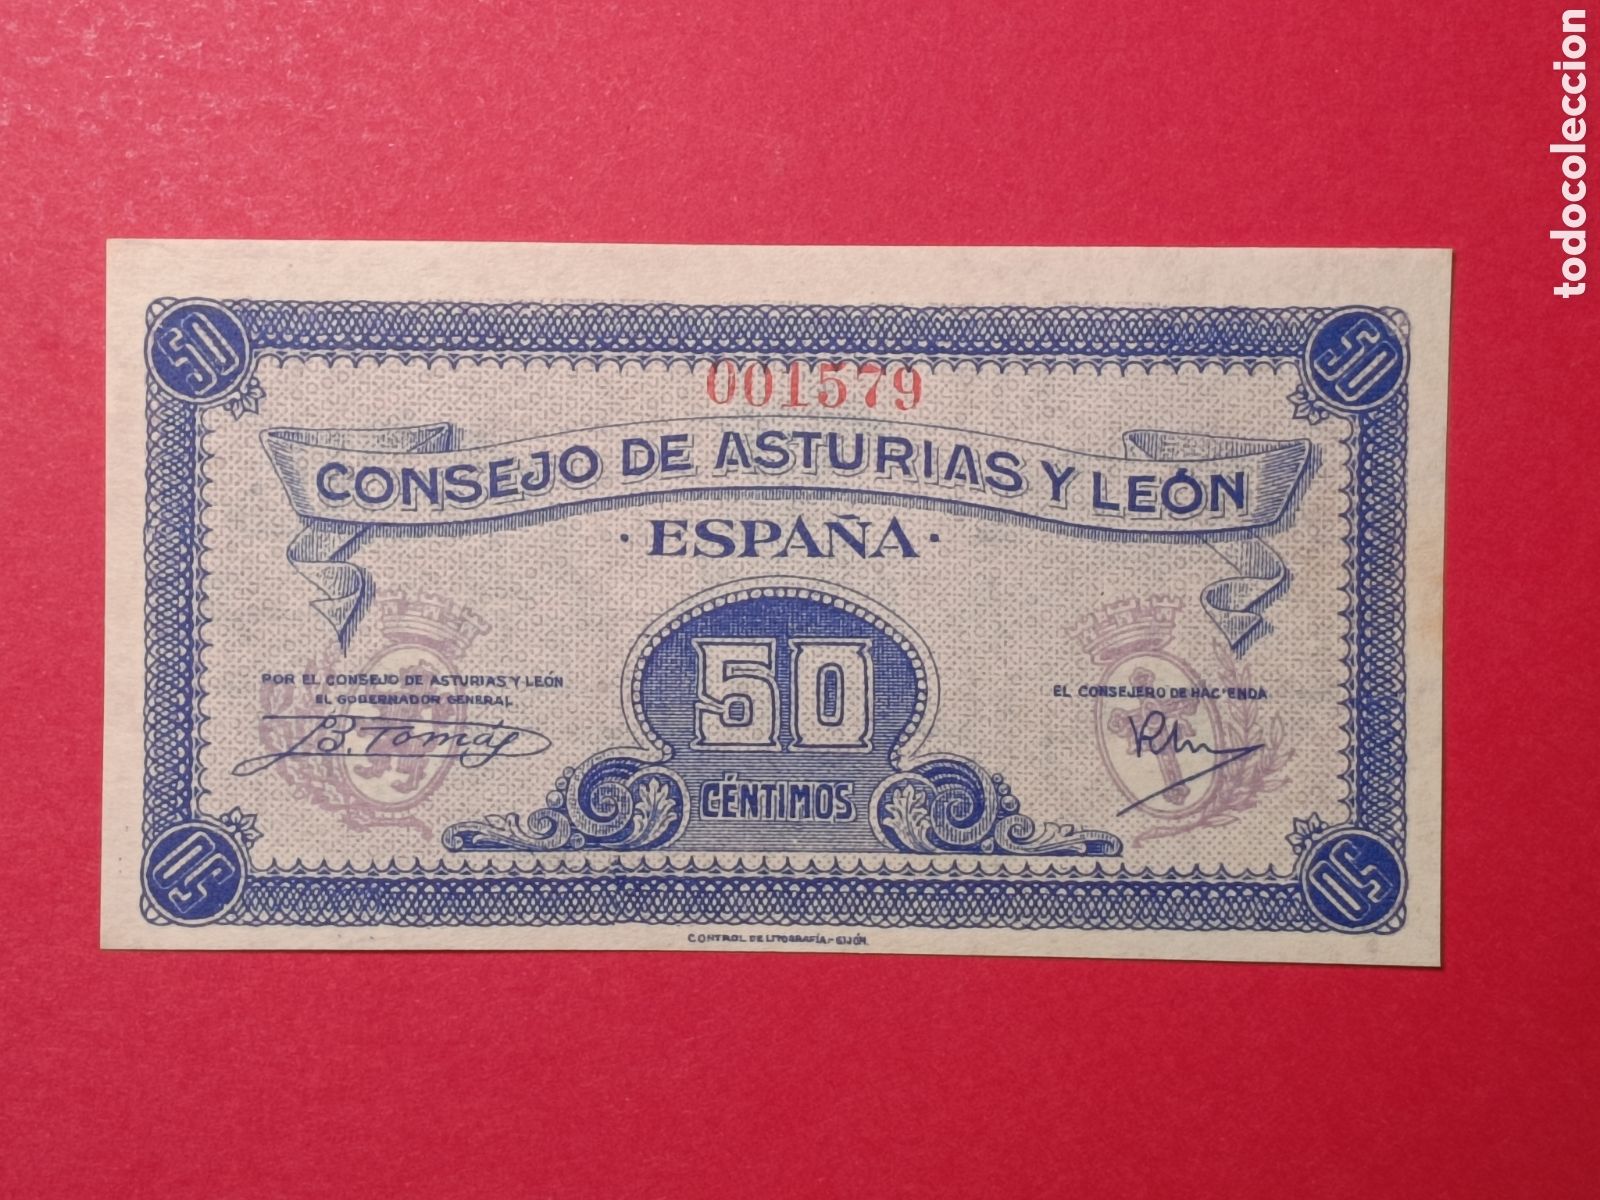 todocoleccion
50
50
001579
CONSEJO DE ASTURIAS Y LEÓN
· ESPAÑA ·
POR EL CONSEJO DE ASTURIAS Y LEÓN
EL GOBERNADOR GENERAL
B. Tomás
50
CÉNTIMOS
EL CONSEJERO DE HACIENDA
50
50
CONTROL DE LITOGRAFÍA-GIJÓN.